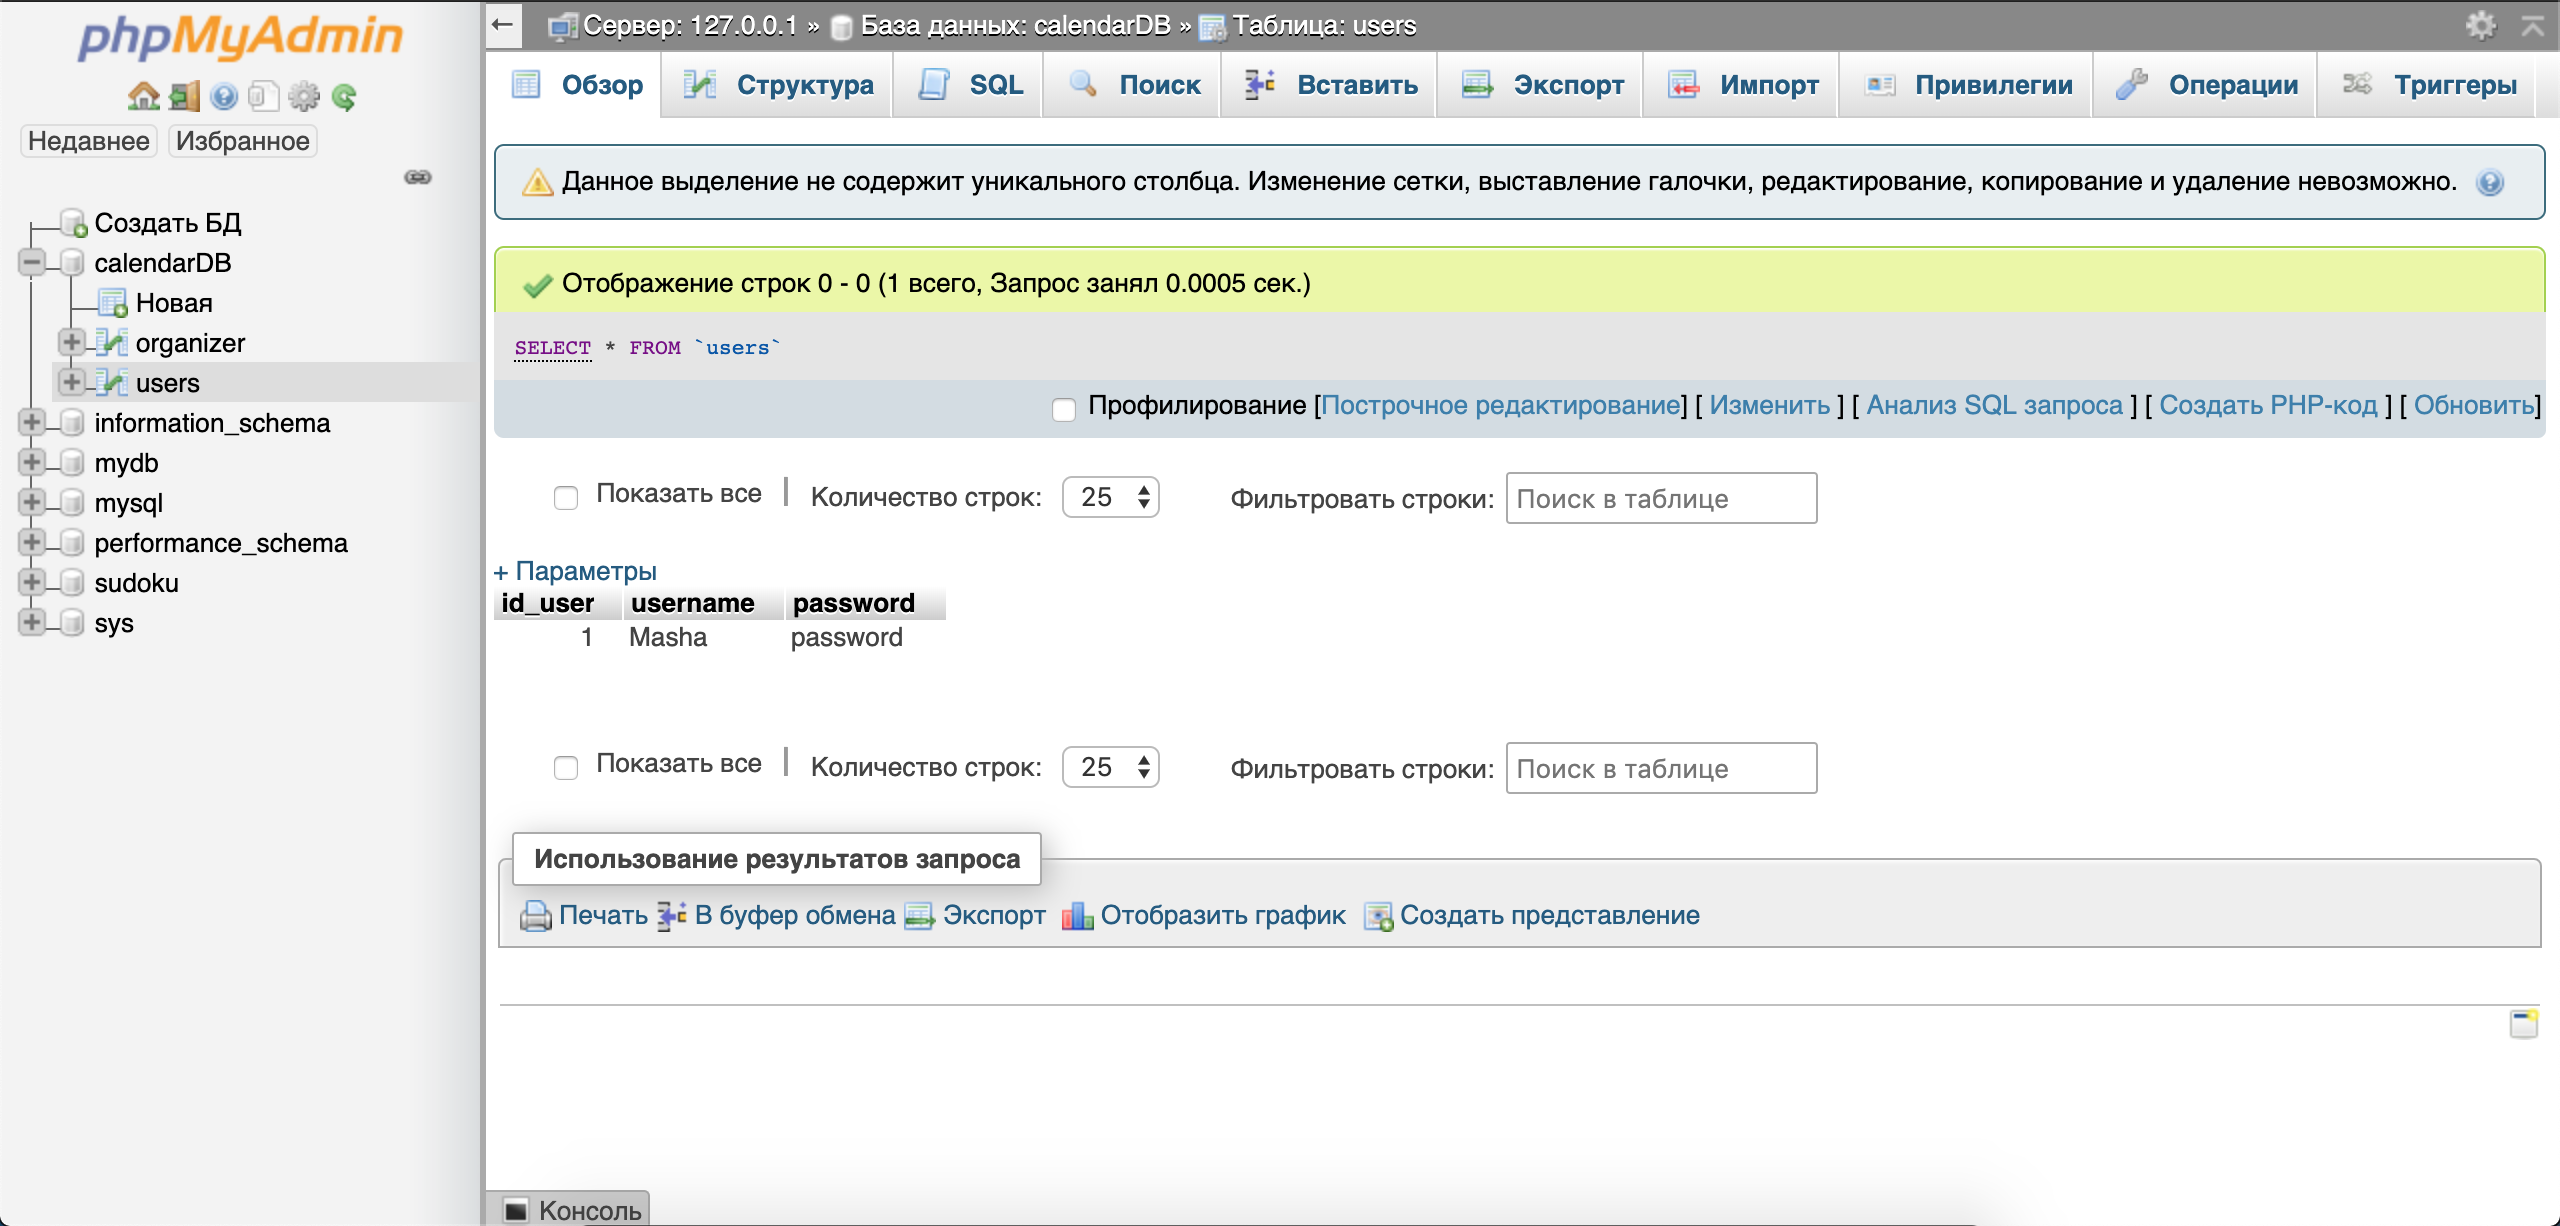 phpMyAdmin
Недавнее Избранное
Создать БД
calendarDB
Новая
organizer
users
information_schema
mydb
mysql
performance_schema
sudoku
sys
Сервер: 127.0.0.1 » База данных: calendarDB » Таблица: users
Обзор Структура SQL Поиск Вставить Экспорт Импорт Привилегии Операции Триггеры
Данное выделение не содержит уникального столбца. Изменение сетки, выставление галочки, редактирование, копирование и удаление невозможно.
Отображение строк 0 - 0 (1 всего, Запрос занял 0.0005 сек.)
SELECT * FROM `users`
Профилирование [Построчное редактирование] [ Изменить ] [ Анализ SQL запроса ] [ Создать PHP-код ] [ Обновить]
Показать все | Количество строк: 25 Фильтровать строки: Поиск в таблице
+ Параметры
id_user username password
1 Masha password
Показать все | Количество строк: 25 Фильтровать строки: Поиск в таблице
Использование результатов запроса
Печать В буфер обмена Экспорт Отобразить график Создать представление
Консоль